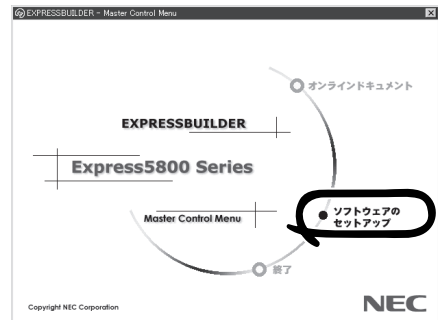 EXPRESSBUILDER - Master Control Menu
オンラインドキュメント
EXPRESSBUILDER
Express5800 Series
Master Control Menu
ソフトウェアの
セットアップ
終了
Copyright NEC Corporation
NEC